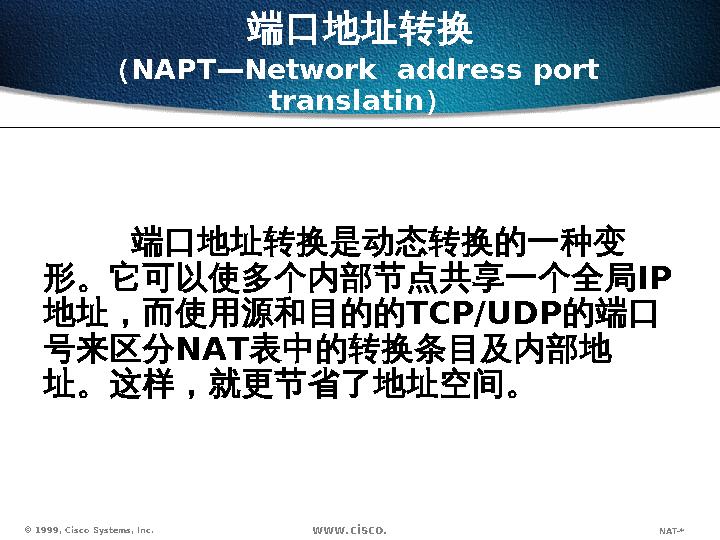 端口地址转换
（NAPT—Network address port
translatin）
端口地址转换是动态转换的一种变
形。它可以使多个内部节点共享一个全局IP
地址，而使用源和目的的TCP/UDP的端口
号来区分NAT表中的转换条目及内部地
址。这样，就更节省了地址空间。
© 1999, Cisco Systems, Inc.
www.cisco.
NAT-*